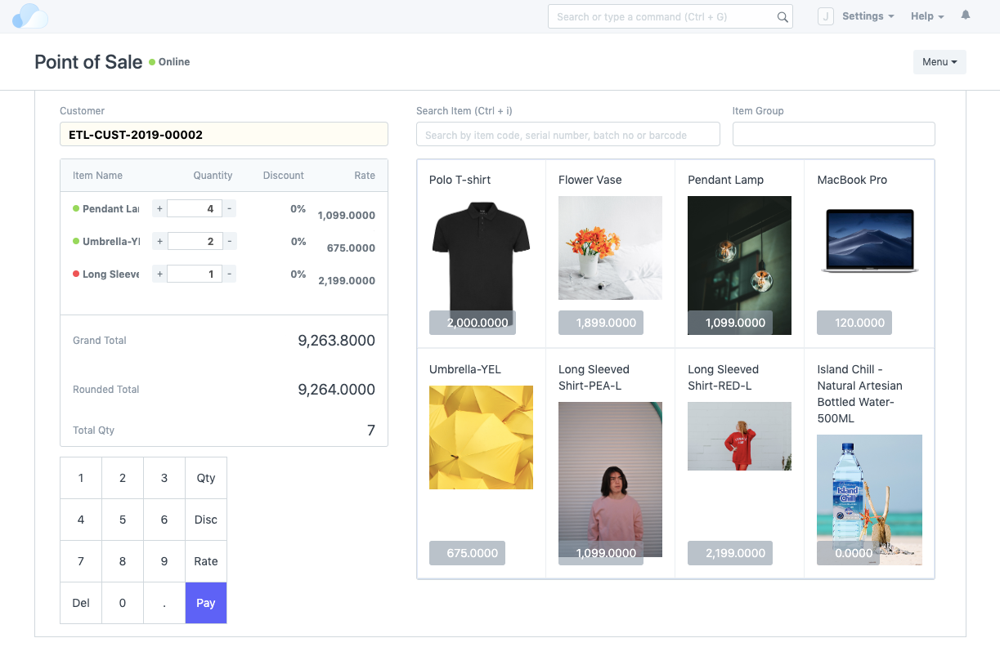 Search or type a command (Ctrl + G)
J
Settings
Help
Point of Sale
Online
Menu
Customer
ETL-CUST-2019-00002
Item Name Quantity Discount Rate
Pendant La
+ 4 - 0% 1,099.0000
Umbrella-Y
+ 2 - 0% 675.0000
Long Sleeve
+ 1 - 0% 2,199.0000
Grand Total 9,263.8000
Rounded Total 9,264.0000
Total Qty 7
1 2 3 Qty
4 5 6 Disc
7 8 9 Rate
Del 0 . Pay
Search Item (Ctrl + i)
Search by item code, serial number, batch no or barcode
Item Group
Polo T-shirt
2,000.0000
Flower Vase
1,899.0000
Pendant Lamp
1,099.0000
MacBook Pro
120.0000
Umbrella-YEL
675.0000
Long Sleeved
Shirt-PEA-L
1,099.0000
Long Sleeved
Shirt-RED-L
2,199.0000
Island Chill -
Natural Artesian
Bottled Water-
500ML
Island
Chill
0.0000